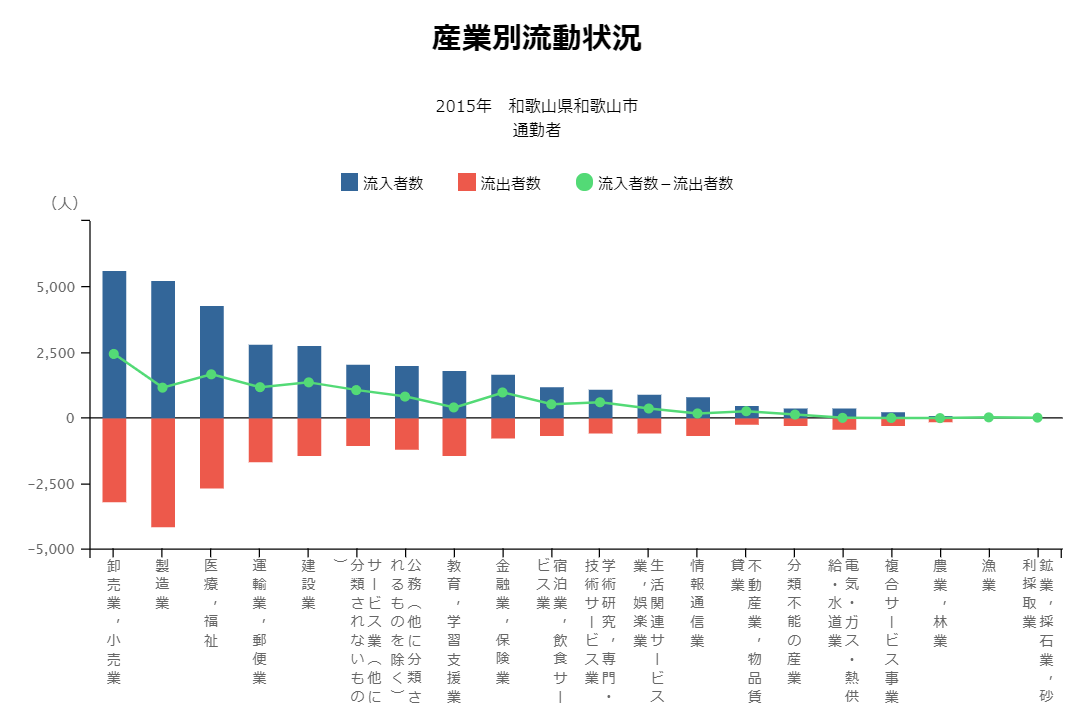 産業別流動状況
2015年　和歌山県和歌山市
通勤者
流入者数
流出者数
流入者数－流出者数
（人）
5,000
2,500
0
-2,500
-5,000
卸売業，小売業
製造業
医療，福祉
運輸業，郵便業
建設業
サービス業（他に
分類されないもの
）
公務（他に分類さ
れるものを除く）
教育，学習支援業
金融業，保険業
宿泊業，飲食サー
ビス業
学術研究，専門・
技術サービス業
生活関連サービス
業，娯楽業
情報通信業
不動産業，物品賃
貸業
分類不能の産業
電気・ガス・熱供
給・水道業
複合サービス事業
農業，林業
漁業
鉱業，採石業，砂
利採取業